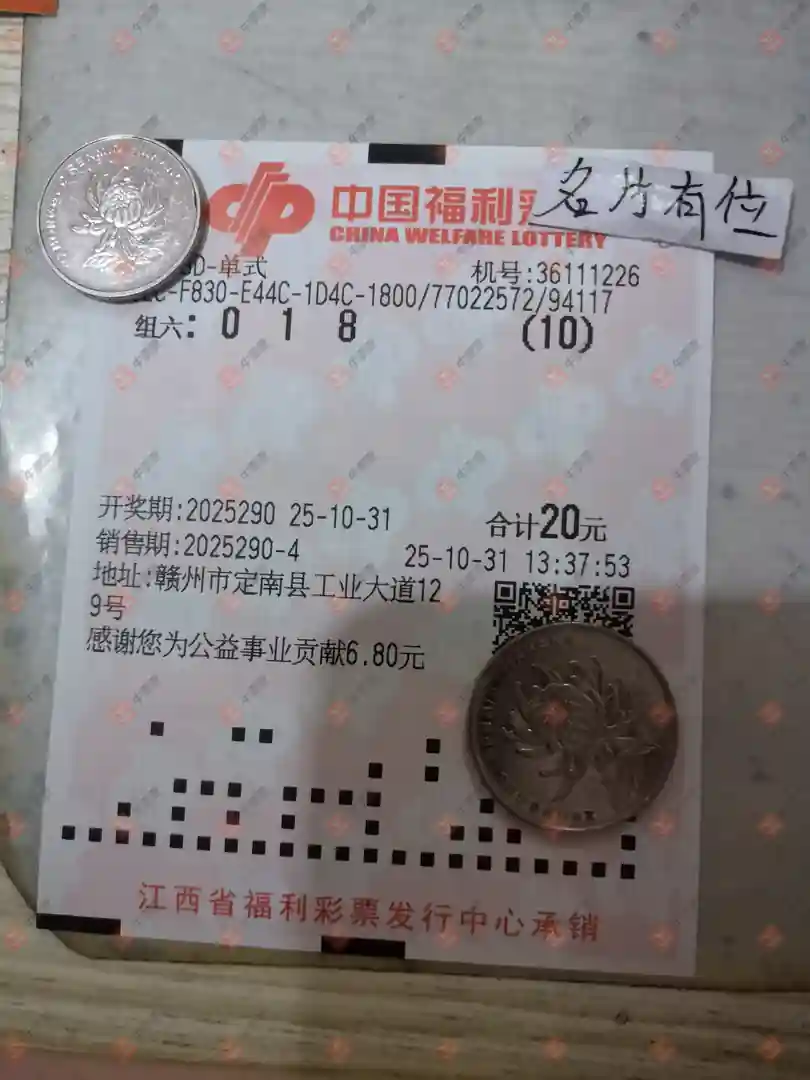 中国福利
CHINA WELFARE LOTTERY
名片有位
D-单式
机号:36111226
C-F830-E44C-1D4C-1800/77022572/94117
组六: 0 1 8 (10)
开奖期:2025290 25-10-31
合计20元
销售期:2025290-4
25-10-31 13:37:53
地址:赣州市定南县工业大道12
9号
感谢您为公益事业贡献6.80元
江西省福利彩票发行中心承销